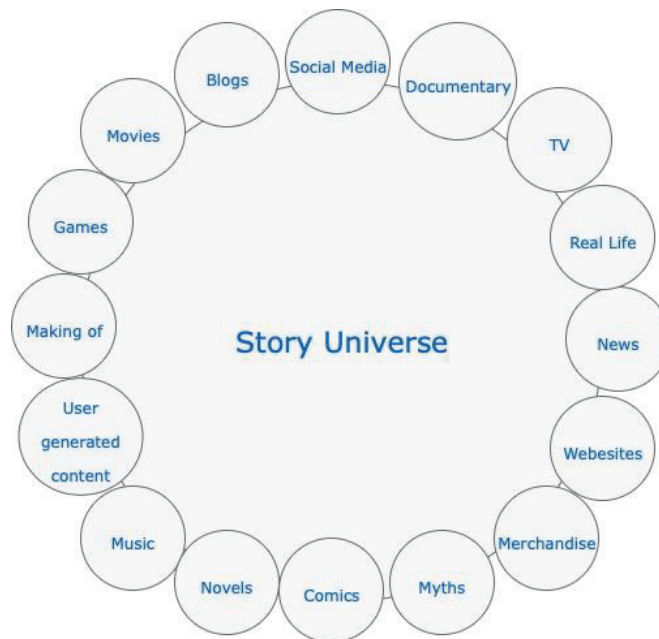 Social Media
Blogs
Documentary
Movies
TV
Games
Real Life
Making of
Story Universe
News
User
generated
content
Webesites
Music
Merchandise
Novels
Comics
Myths